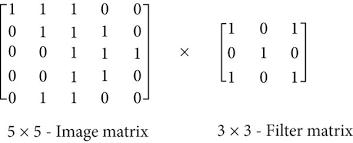 1 1 1 0 0
0 1 1 1 0 1 0 1
0 0 1 1 1 × 0 1 0
0 0 1 1 0 1 0 1
0 1 1 0 0
5 × 5 - Image matrix 3 × 3 - Filter matrix